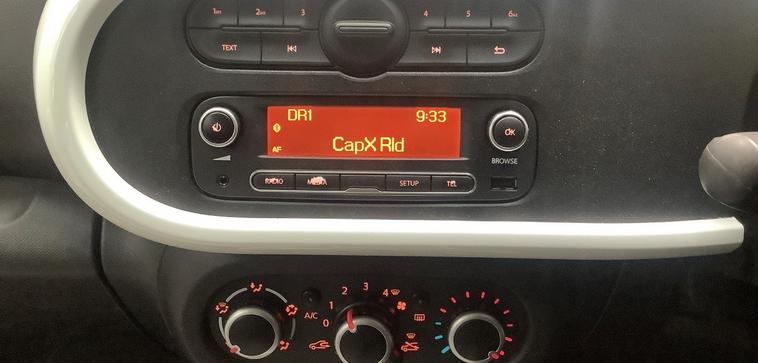 1 2 3 4 5 6
TEXT
DR1 9:33
AF CapX Rld
OK
BROWSE
RADIO MEDIA SETUP TEL
A/C 0 1 2 3 4